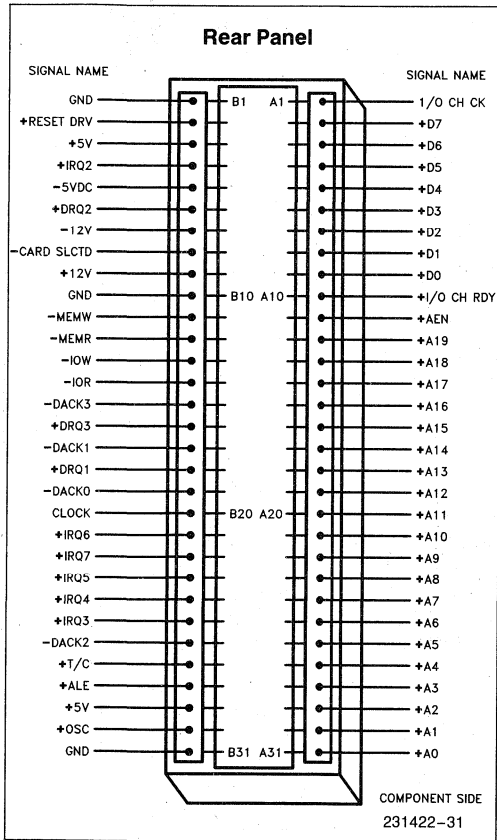 Rear Panel
SIGNAL NAME SIGNAL NAME
GND B1 A1 1/0 CH CK
+RESET DRV +D7
+5V +D6
+IRQ2 +D5
-5VDC +D4
+DRQ2 +D3
-12V +D2
-CARD SLCTD +D1
+12V +D0
GND B10 A10 +I/O CH RDY
-MEMW +AEN
-MEMR +A19
-IOW +A18
-IOR +A17
-DACK3 +A16
+DRQ3 +A15
-DACK1 +A14
+DRQ1 +A13
-DACK0 +A12
CLOCK B20 A20 +A11
+IRQ6 +A10
+IRQ7 +A9
+IRQ5 +A8
+IRQ4 +A7
+IRQ3 +A6
-DACK2 +A5
+T/C +A4
+ALE +A3
+5V +A2
+OSC +A1
GND B31 A31 +A0
COMPONENT SIDE
231422-31